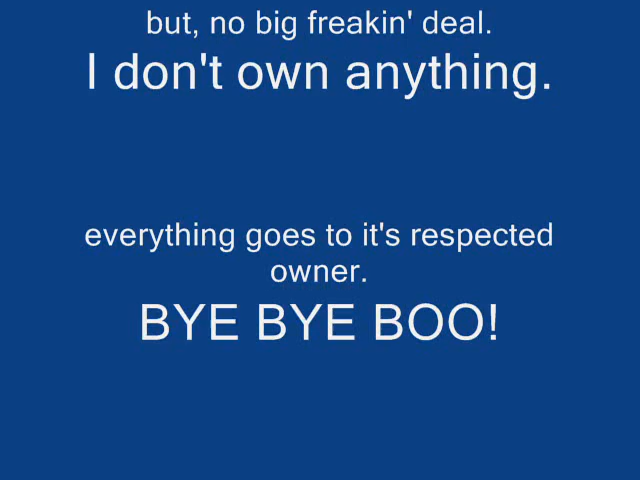 but, no big freakin' deal.
I don't own anything.
everything goes to it's respected
owner.
BYE BYE BOO!